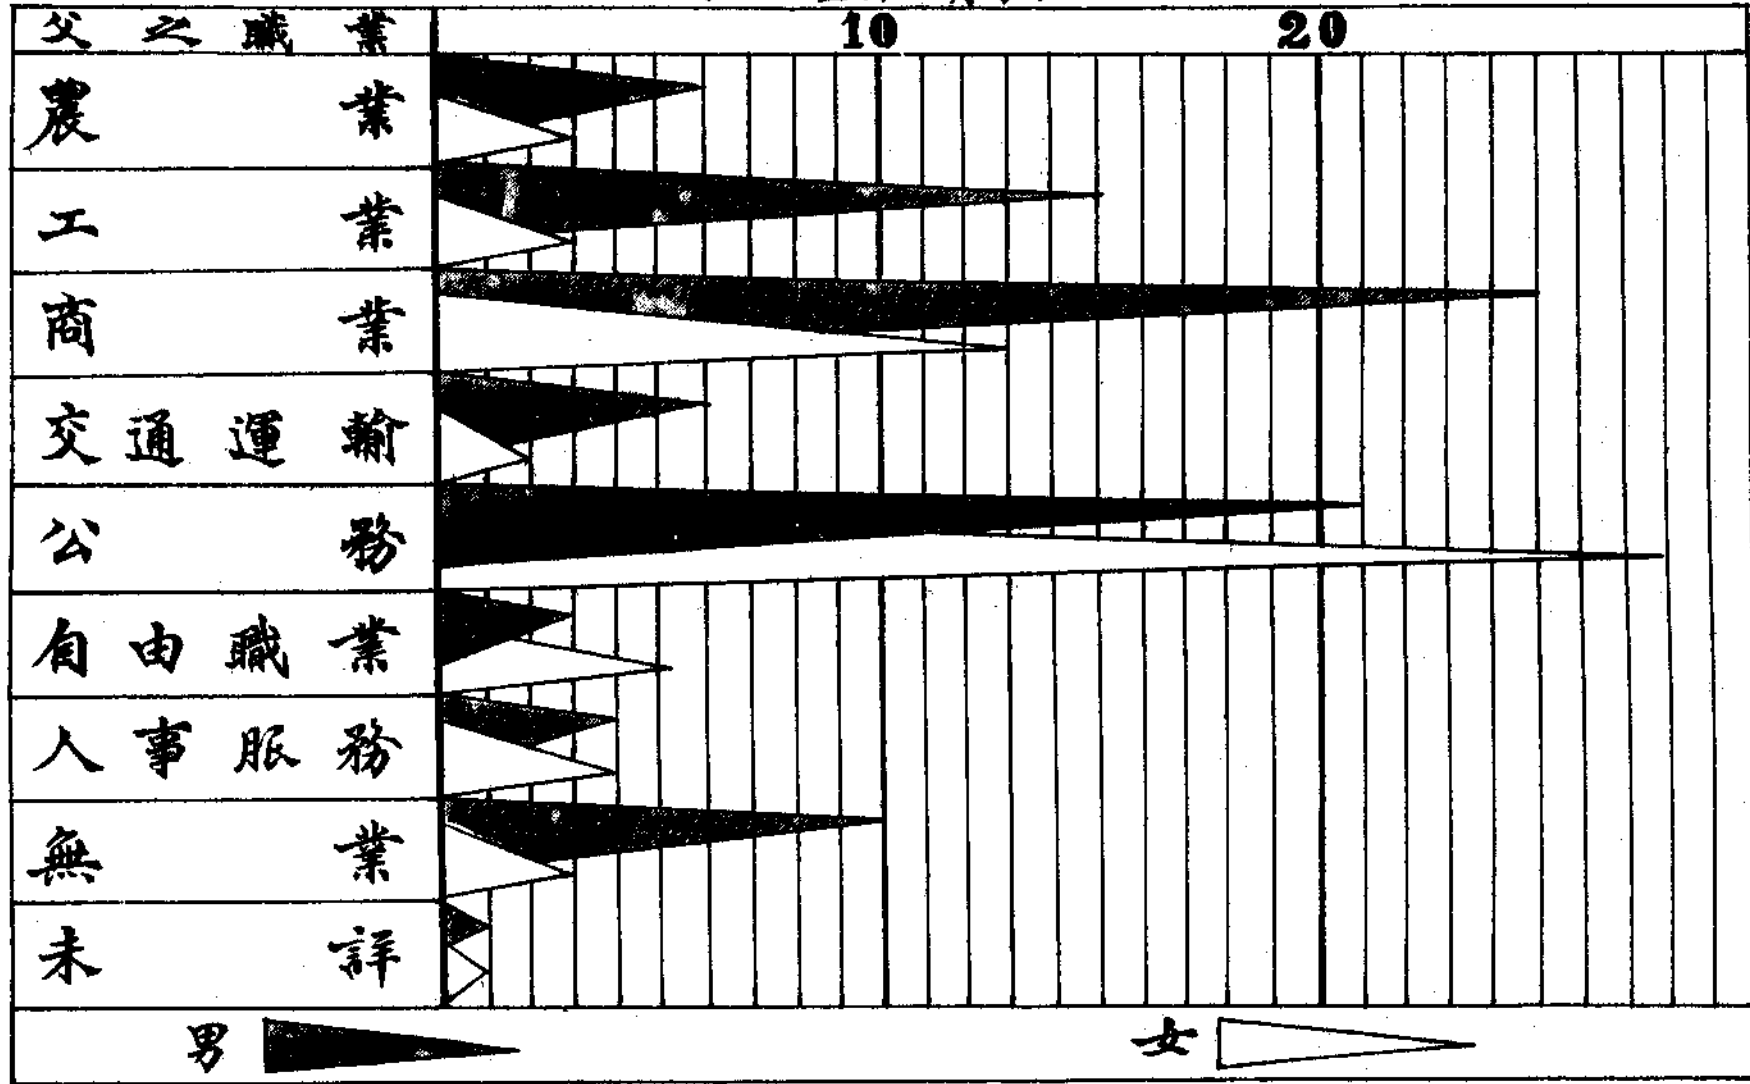 父之職業 10 20
農業
工業
商業
交通運輸
公務
自由職業
人事服務
無業
未詳
男 女